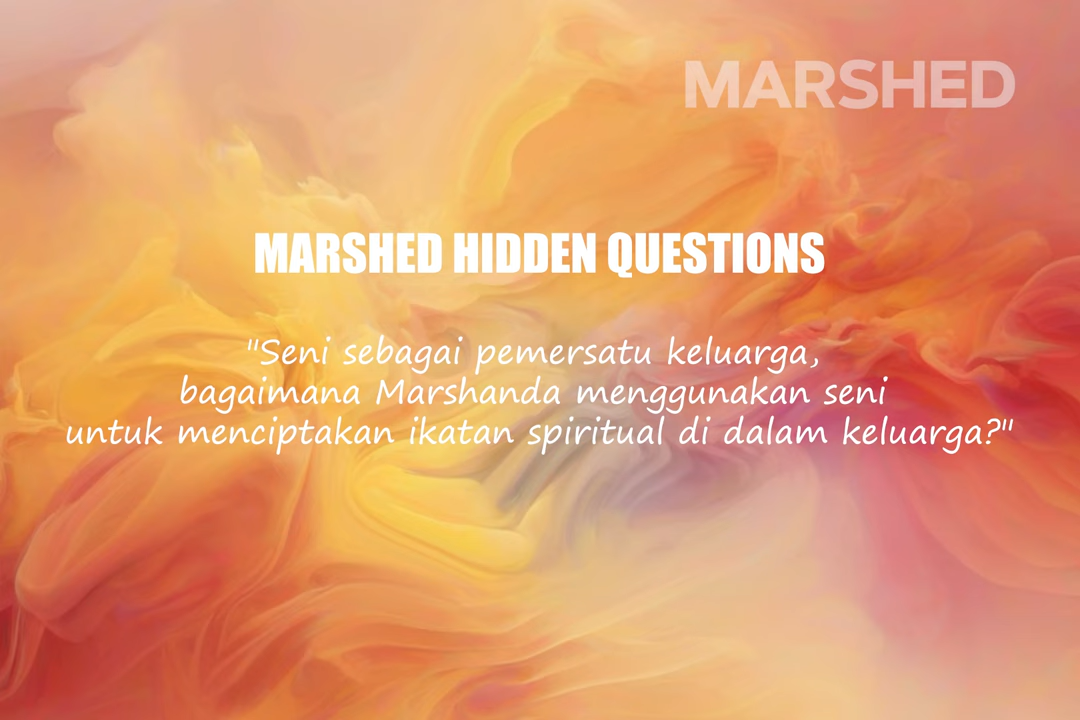 MARSHED
MARSHED HIDDEN QUESTIONS
"Seni sebagai pemersatu keluarga,
bagaimana Marshanda menggunakan seni
untuk menciptakan ikatan spiritual di dalam keluarga?"